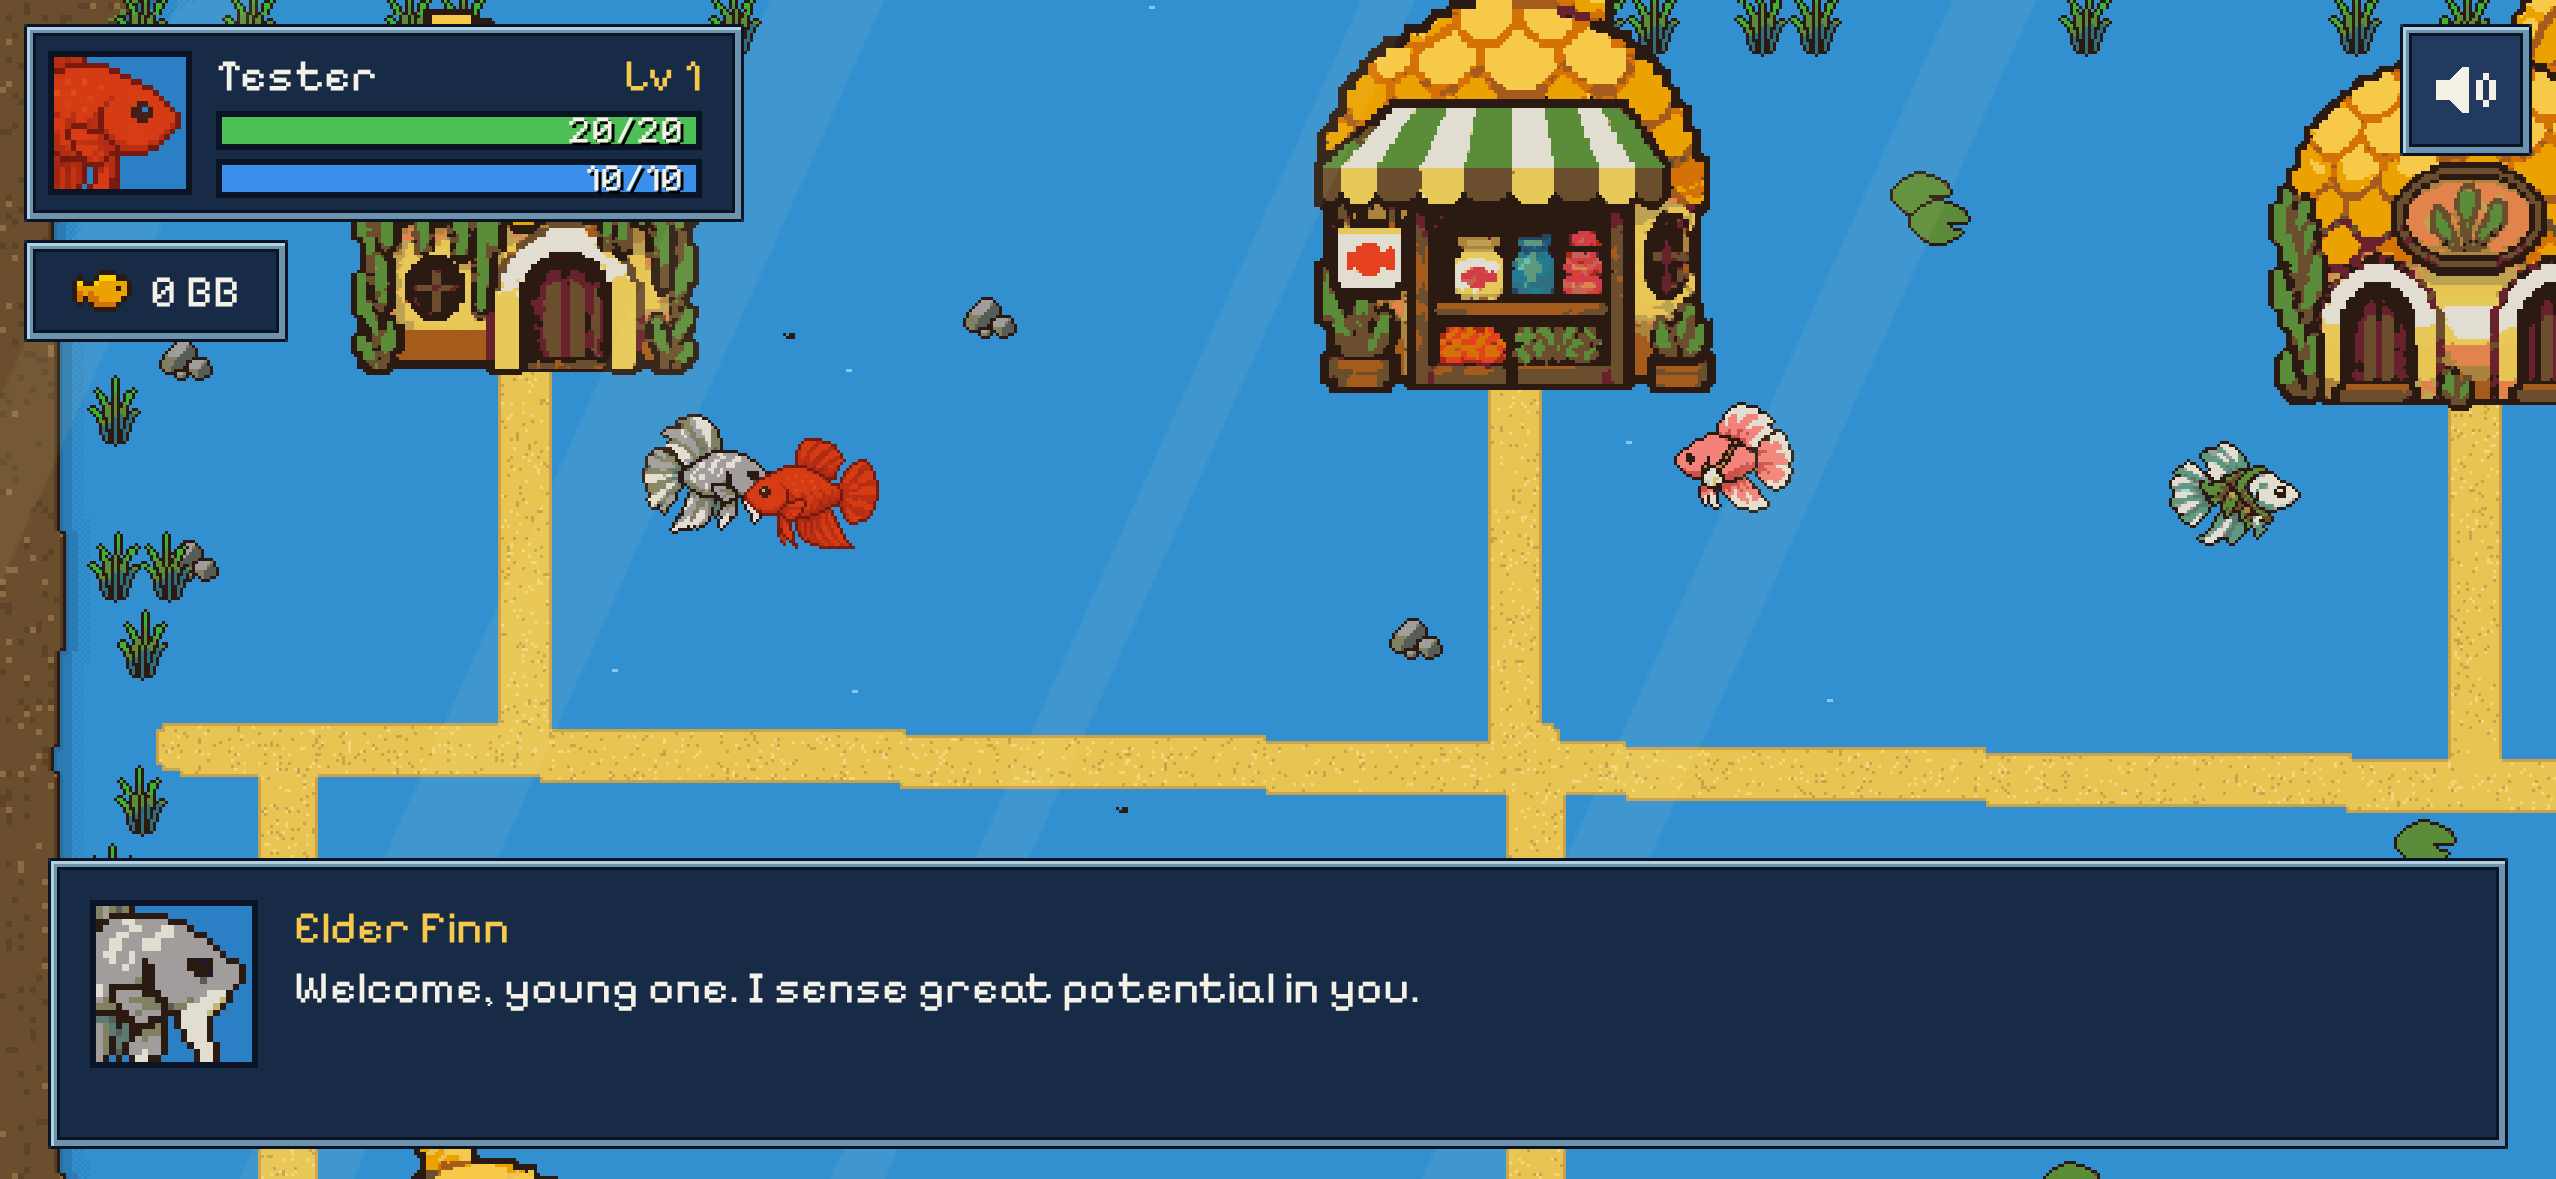 Tester Lv 1
20/20
10/10
0 BB
Elder Finn
Welcome, young one. I sense great potential in you.